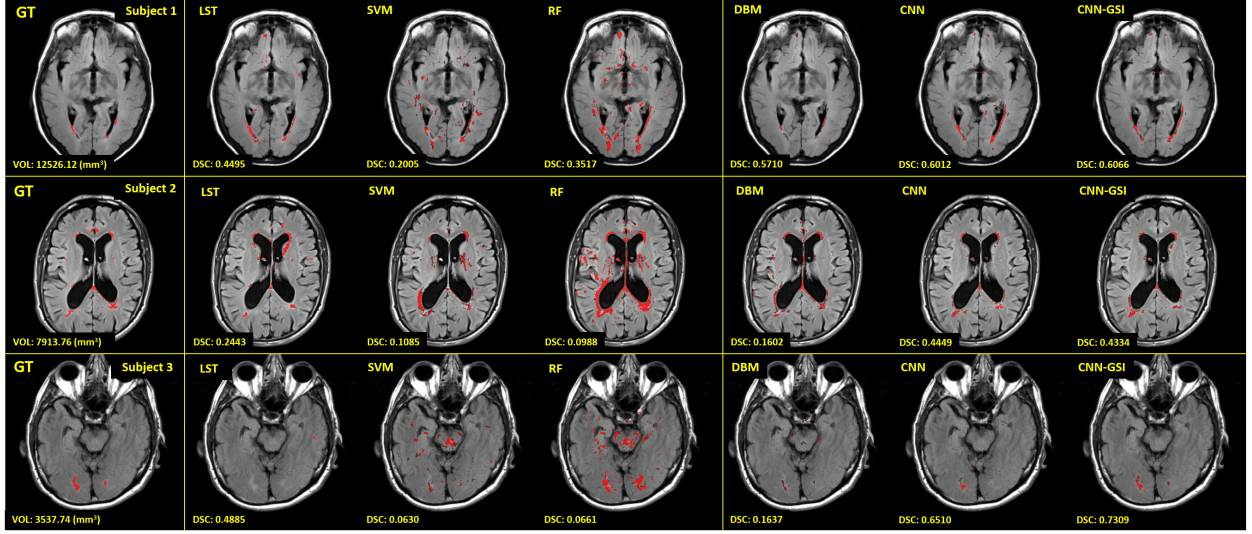 GT Subject 1 LST SVM RF DBM CNN CNN-GSI
VOL: 12526.12 (mm³) DSC: 0.4495 DSC: 0.2005 DSC: 0.3517 DSC: 0.5710 DSC: 0.6012 DSC: 0.6066
GT Subject 2 LST SVM RF DBM CNN CNN-GSI
VOL: 7913.76 (mm³) DSC: 0.2443 DSC: 0.1085 DSC: 0.0988 DSC: 0.1602 DSC: 0.4449 DSC: 0.4334
GT Subject 3 LST SVM RF DBM CNN CNN-GSI
VOL: 3537.74 (mm³) DSC: 0.4885 DSC: 0.0630 DSC: 0.0661 DSC: 0.1637 DSC: 0.6510 DSC: 0.7309